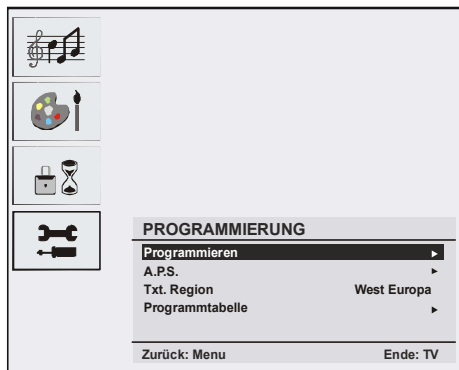 PROGRAMMIERUNG
Programmieren
A.P.S.
Txt. Region West Europa
Programmtabelle
Zurück: Menu Ende: TV